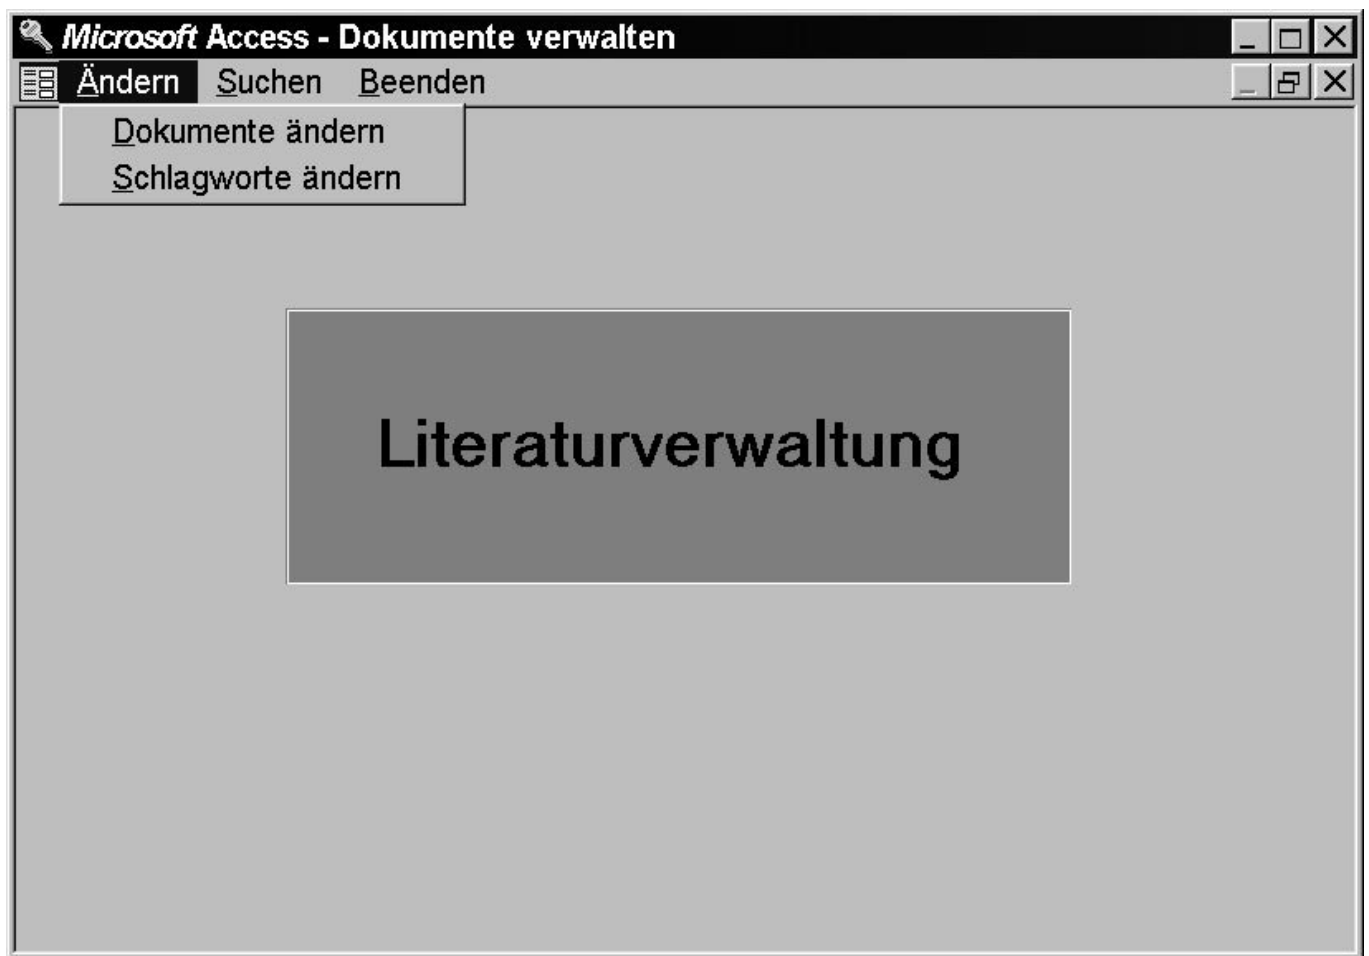 Microsoft Access - Dokumente verwalten
Ändern Suchen Beenden
Dokumente ändern
Schlagworte ändern
Literaturverwaltung